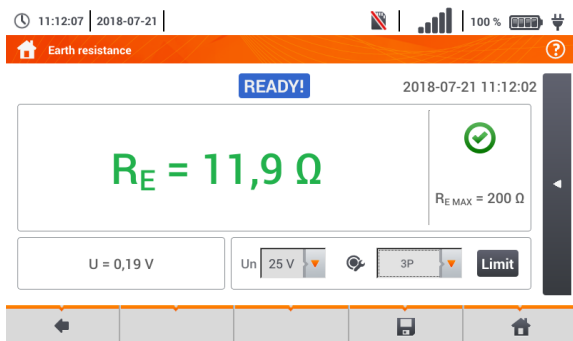 11:12:07 2018-07-21 100 %
Earth resistance ?
READY! 2018-07-21 11:12:02
RE = 11,9 Ω
RE MAX = 200 Ω
U = 0,19 V Un 25 V 3P Limit